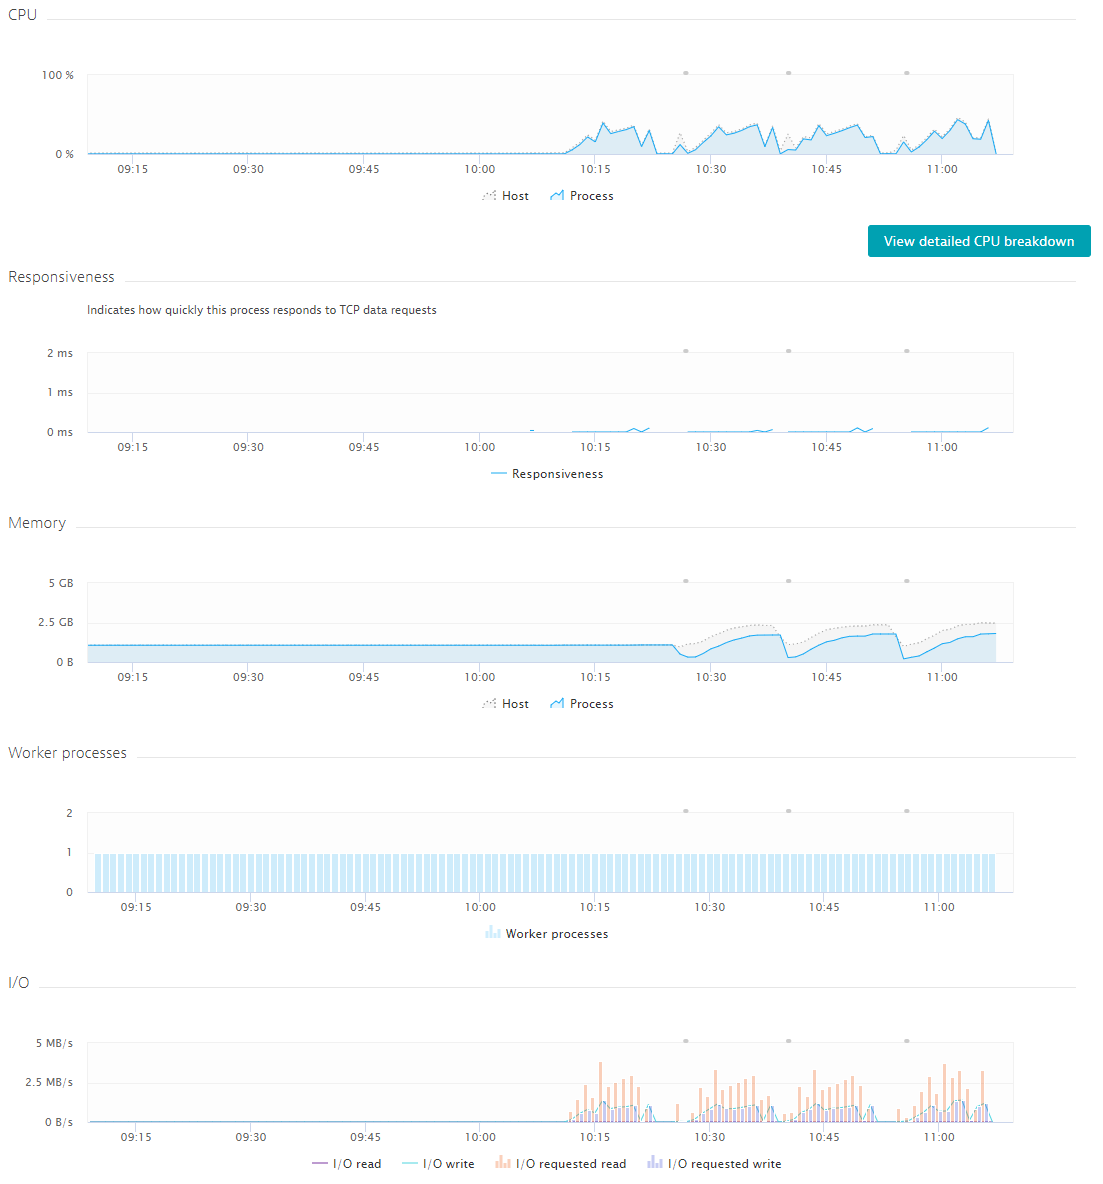 CPU
100 %
0 %
09:15 09:30 09:45 10:00 10:15 10:30 10:45 11:00
Host Process
View detailed CPU breakdown
Responsiveness
Indicates how quickly this process responds to TCP data requests
2 ms
1 ms
0 ms
09:15 09:30 09:45 10:00 10:15 10:30 10:45 11:00
Responsiveness
Memory
5 GB
2.5 GB
0 B
09:15 09:30 09:45 10:00 10:15 10:30 10:45 11:00
Host Process
Worker processes
2
1
0
09:15 09:30 09:45 10:00 10:15 10:30 10:45 11:00
Worker processes
I/O
5 MB/s
2.5 MB/s
0 B/s
09:15 09:30 09:45 10:00 10:15 10:30 10:45 11:00
I/O read I/O write I/O requested read I/O requested write